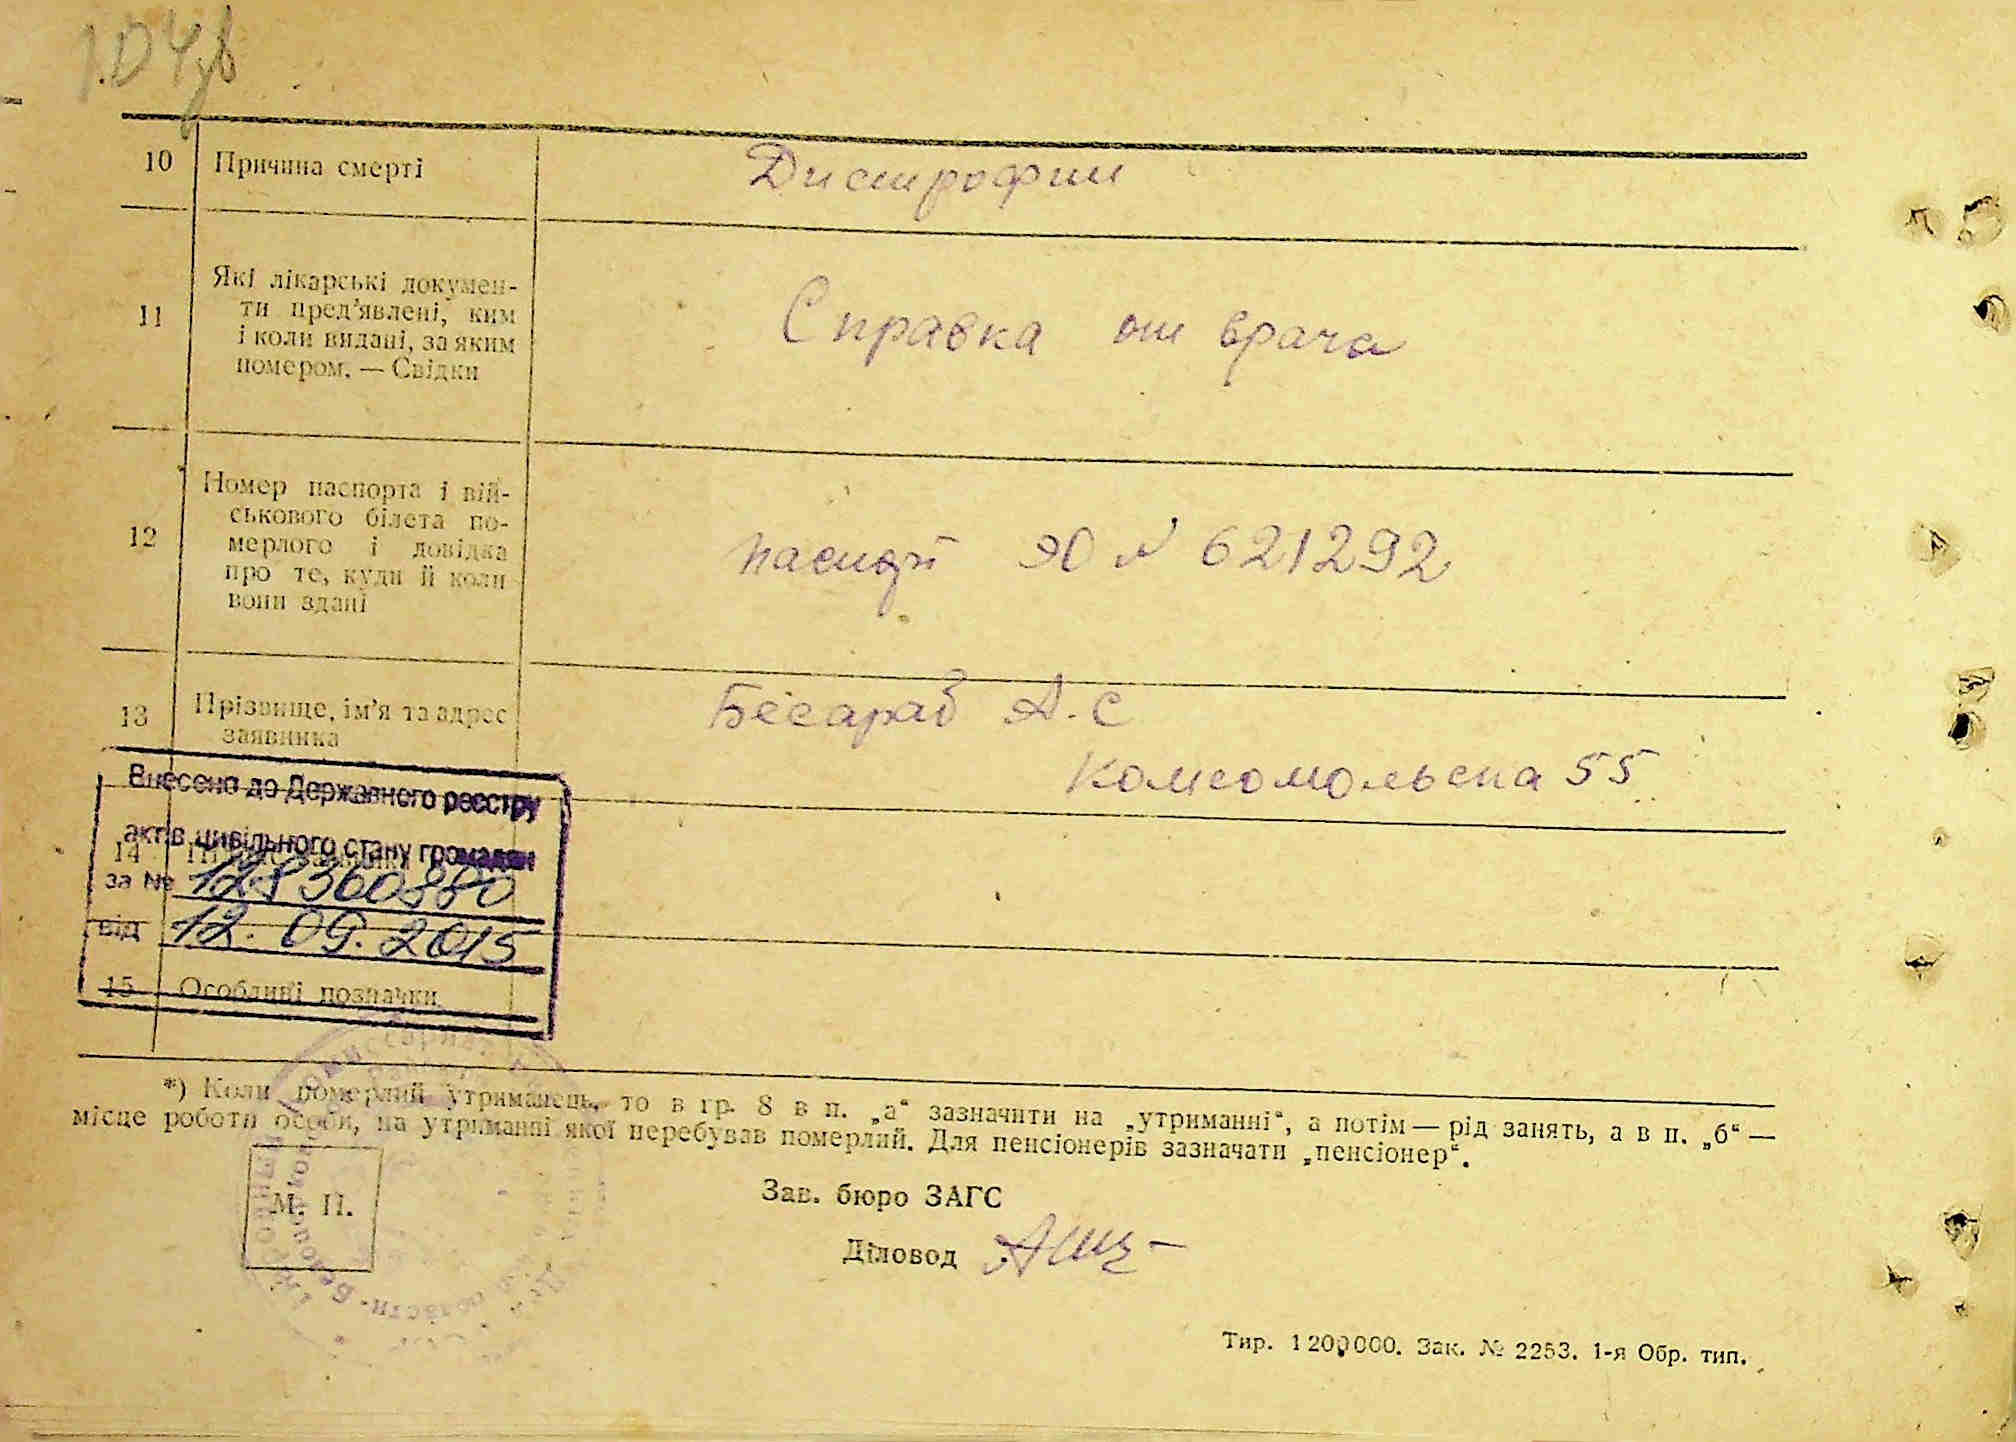 10 Причина смерті Дистрофии
11 Які лікарські докумен-
ти пред'явлені, ким
і коли видані, за яким
номером. — Свідки
Справка от врача
12 Номер паспорта і вій-
ськового білета по-
мерлого і довідка
про те, куди й коли
вони здані
паспорт ЯО № 621292
13 Прізвище, ім'я та адрес
заявника
Бесараб А. С
Комсомольска 55
Внесено до Державного реєстру
актів цивільного стану громадян
14
за №
від 12.09.2015
15 Особливі позначки
*) Коли померлий утриманець, то в гр. 8 в п. „а“ зазначити на „утриманні“, а потім — рід занять, а в п. „б“ —
місце роботи особи, на утриманні якої перебував померлий. Для пенсіонерів зазначати „пенсіонер“.
М. П.
Зав. бюро ЗАГС
Діловод
Тир. 1 200 000. Зак. № 2253. 1-я Обр. тип.